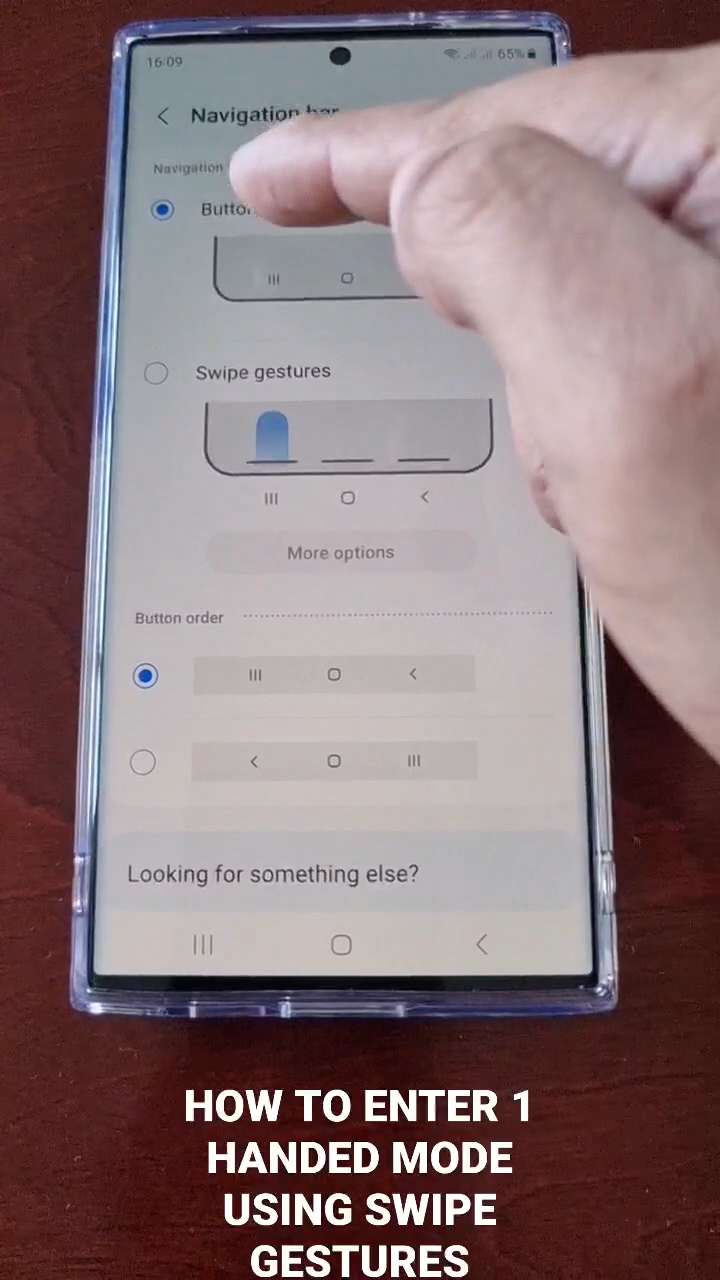 16:09 65%
Navigation bar
Navigation
Swipe gestures
More options
Button order
Looking for something else?
HOW TO ENTER 1
HANDED MODE
USING SWIPE
GESTURES